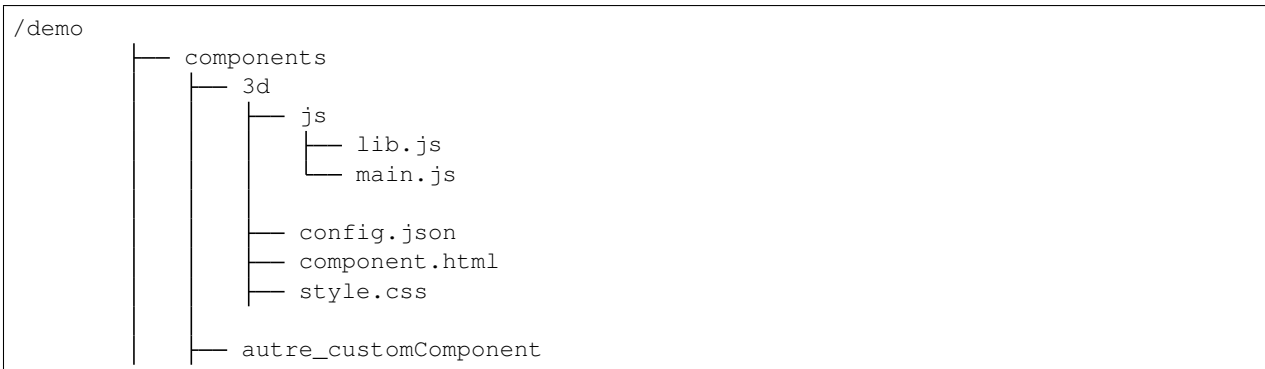 /demo
├── components
│ ├── 3d
│ │ ├── js
│ │ │ ├── lib.js
│ │ │ └── main.js
│ │ │
│ │ ├── config.json
│ │ ├── component.html
│ │ ├── style.css
│ │
│ ├── autre_customComponent